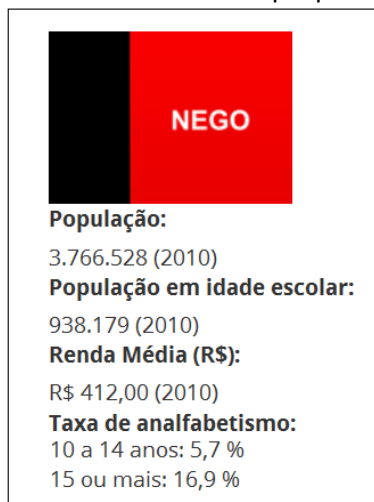 NEGO
População:
3.766.528 (2010)
População em idade escolar:
938.179 (2010)
Renda Média (R$):
R$ 412,00 (2010)
Taxa de analfabetismo:
10 a 14 anos: 5,7 %
15 ou mais: 16,9 %